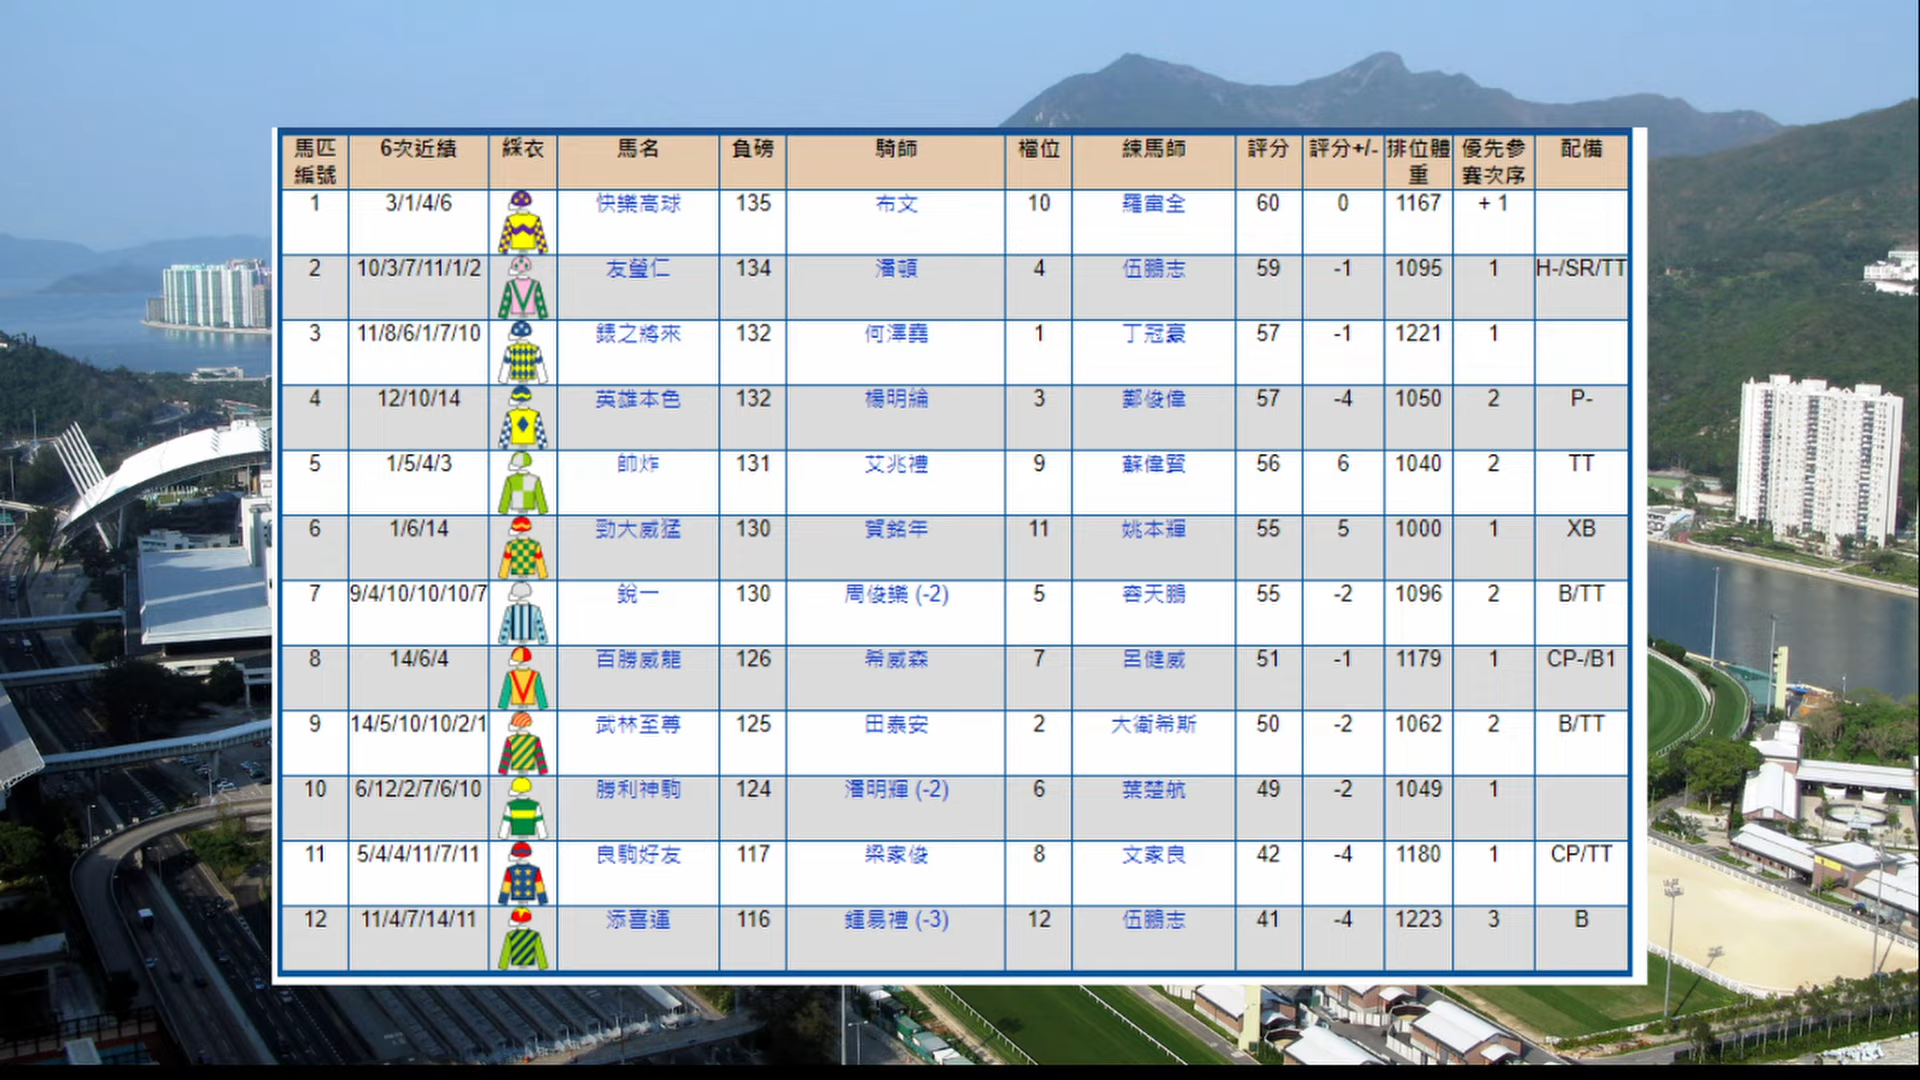 馬匹編號 6次近績 綵衣 馬名 負磅 騎師 檔位 練馬師 評分 評分+/- 排位體重 優先參賽次序 配備
1 3/1/4/6 快樂高球 135 布文 10 羅富全 60 0 1167 + 1
2 10/3/7/11/1/2 友瑩仁 134 潘頓 4 伍鵬志 59 -1 1095 1 H-/SR/TT
3 11/8/6/1/7/10 錶之將來 132 何澤堯 1 丁冠豪 57 -1 1221 1
4 12/10/14 英雄本色 132 楊明綸 3 鄭俊偉 57 -4 1050 2 P-
5 1/5/4/3 帥炸 131 艾兆禮 9 蘇偉賢 56 6 1040 2 TT
6 1/6/14 勁大威猛 130 賀銘年 11 姚本輝 55 5 1000 1 XB
7 9/4/10/10/10/7 銳一 130 周俊樂 (-2) 5 容天鵬 55 -2 1096 2 B/TT
8 14/6/4 百勝威龍 126 希威森 7 呂健威 51 -1 1179 1 CP-/B1
9 14/5/10/10/2/1 武林至尊 125 田泰安 2 大衛希斯 50 -2 1062 2 B/TT
10 6/12/2/7/6/10 勝利神駒 124 潘明輝 (-2) 6 葉楚航 49 -2 1049 1
11 5/4/4/11/7/11 良駒好友 117 梁家俊 8 文家良 42 -4 1180 1 CP/TT
12 11/4/7/14/11 添喜運 116 鍾易禮 (-3) 12 伍鵬志 41 -4 1223 3 B